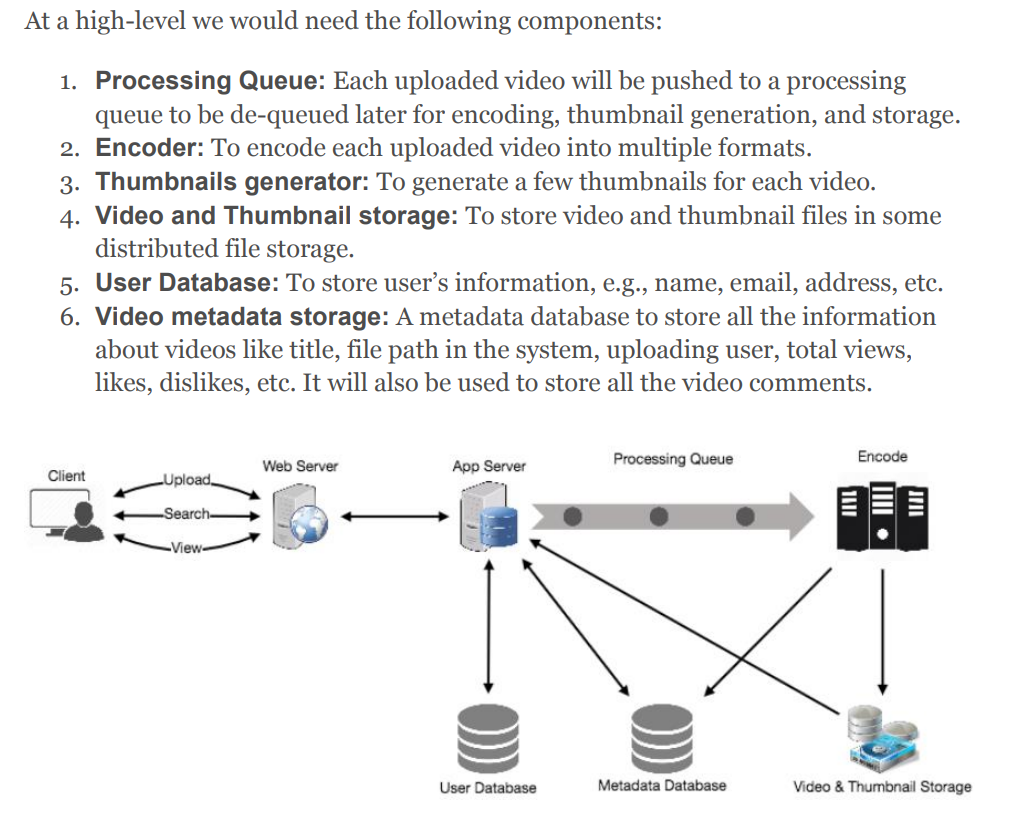 At a high-level we would need the following components:
1. Processing Queue: Each uploaded video will be pushed to a processing
queue to be de-queued later for encoding, thumbnail generation, and storage.
2. Encoder: To encode each uploaded video into multiple formats.
3. Thumbnails generator: To generate a few thumbnails for each video.
4. Video and Thumbnail storage: To store video and thumbnail files in some
distributed file storage.
5. User Database: To store user’s information, e.g., name, email, address, etc.
6. Video metadata storage: A metadata database to store all the information
about videos like title, file path in the system, uploading user, total views,
likes, dislikes, etc. It will also be used to store all the video comments.
Client
Upload
Search
View
Web Server
App Server
Processing Queue
Encode
User Database
Metadata Database
Video & Thumbnail Storage